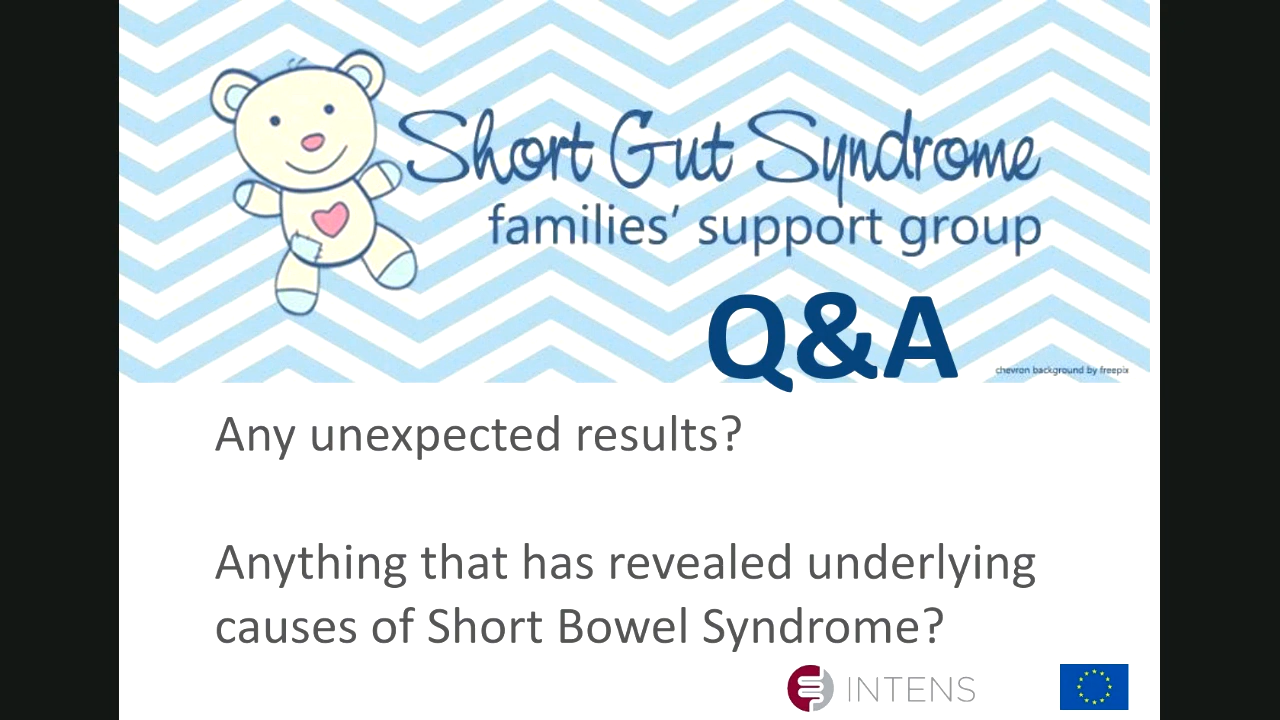 Short Gut Syndrome
families’ support group
Q&A
chevron background by freepix
Any unexpected results?
Anything that has revealed underlying
causes of Short Bowel Syndrome?
INTENS